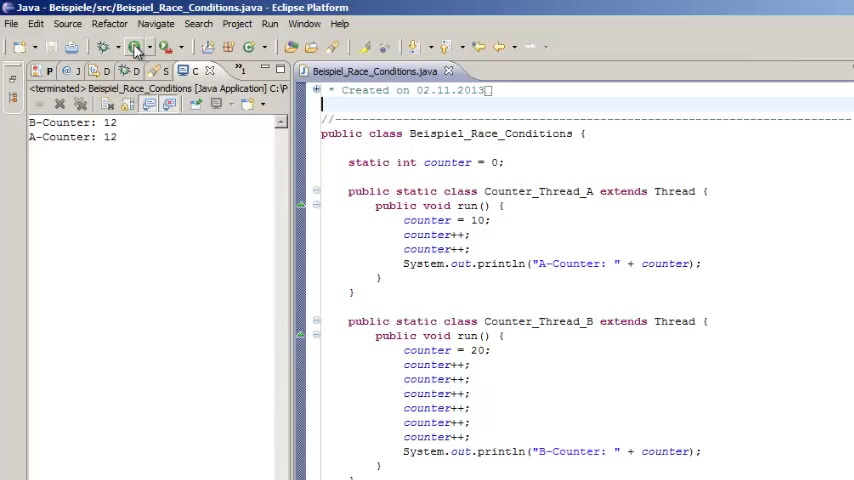 Java - Beispiele/src/Beispiel_Race_Conditions.java - Eclipse Platform
File Edit Source Refactor Navigate Search Project Run Window Help
P J D D S C 1
Beispiel_Race_Conditions.java
<terminated> Beispiel_Race_Conditions [Java Application] C:\P
B-Counter: 12
A-Counter: 12
* Created on 02.11.2013
//------------------------------------------------------------------------------
public class Beispiel_Race_Conditions {
static int counter = 0;
public static class Counter_Thread_A extends Thread {
public void run() {
counter = 10;
counter++;
counter++;
System.out.println("A-Counter: " + counter);
}
}
public static class Counter_Thread_B extends Thread {
public void run() {
counter = 20;
counter++;
counter++;
counter++;
counter++;
counter++;
counter++;
System.out.println("B-Counter: " + counter);
}